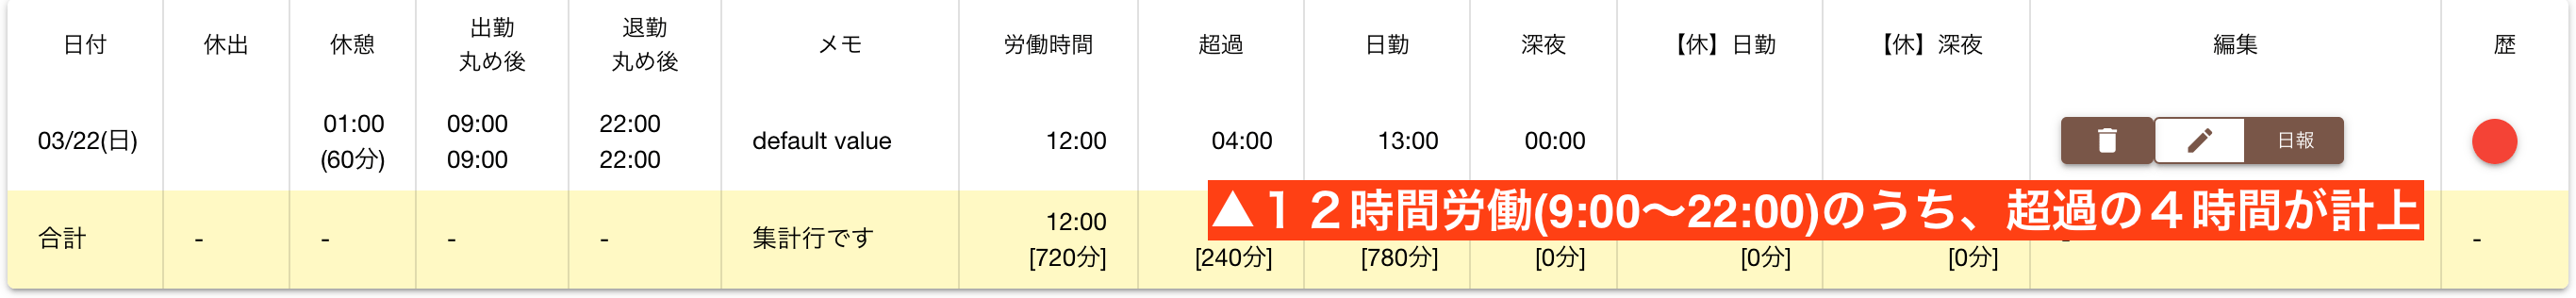 日付 休出 休憩 出勤 丸め後 退勤 丸め後 メモ 労働時間 超過 日勤 深夜 【休】日勤 【休】深夜 編集 歴
03/22(日) 01:00 09:00 22:00 default value 12:00 04:00 13:00 00:00 日報
(60分) 09:00 22:00
▲１２時間労働(9:00〜22:00)のうち、超過の４時間が計上
合計 - - - - 集計行です 12:00 -
[720分] [240分] [780分] [0分] [0分] [0分]